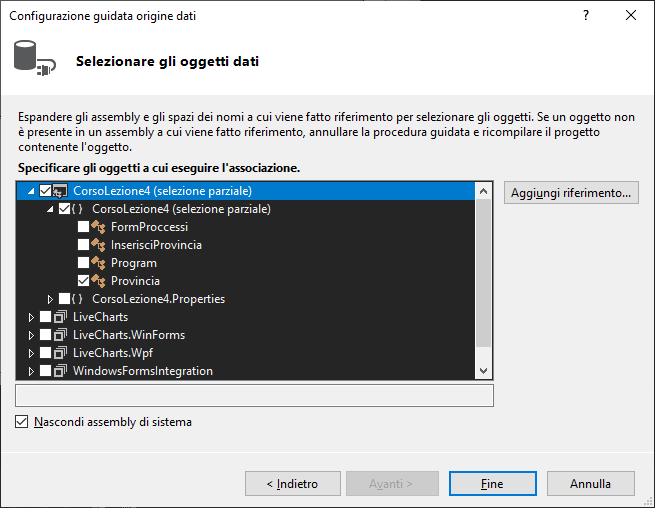 Configurazione guidata origine dati
Selezionare gli oggetti dati
Espandere gli assembly e gli spazi dei nomi a cui viene fatto riferimento per selezionare gli oggetti. Se un oggetto non
è presente in un assembly a cui viene fatto riferimento, annullare la procedura guidata e ricompilare il progetto
contenente l'oggetto.
Specificare gli oggetti a cui eseguire l'associazione.
CorsoLezione4 (selezione parziale)
Aggiungi riferimento...
{ } CorsoLezione4 (selezione parziale)
FormProccessi
InserisciProvincia
Program
Provincia
{ } CorsoLezione4.Properties
LiveCharts
LiveCharts.WinForms
LiveCharts.Wpf
WindowsFormsIntegration
Nascondi assembly di sistema
< Indietro
Avanti >
Fine
Annulla